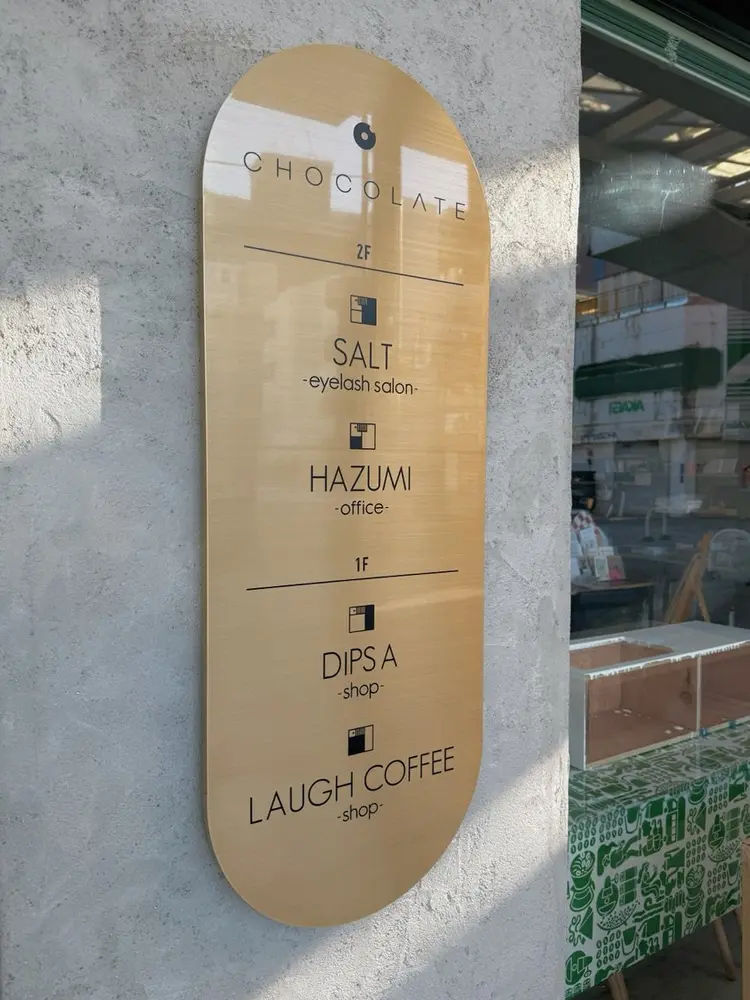 CHOCOLATE
2F
SALT
-eyelash salon-
HAZUMI
-office-
1F
DIPS A
-shop-
LAUGH COFFEE
-shop-